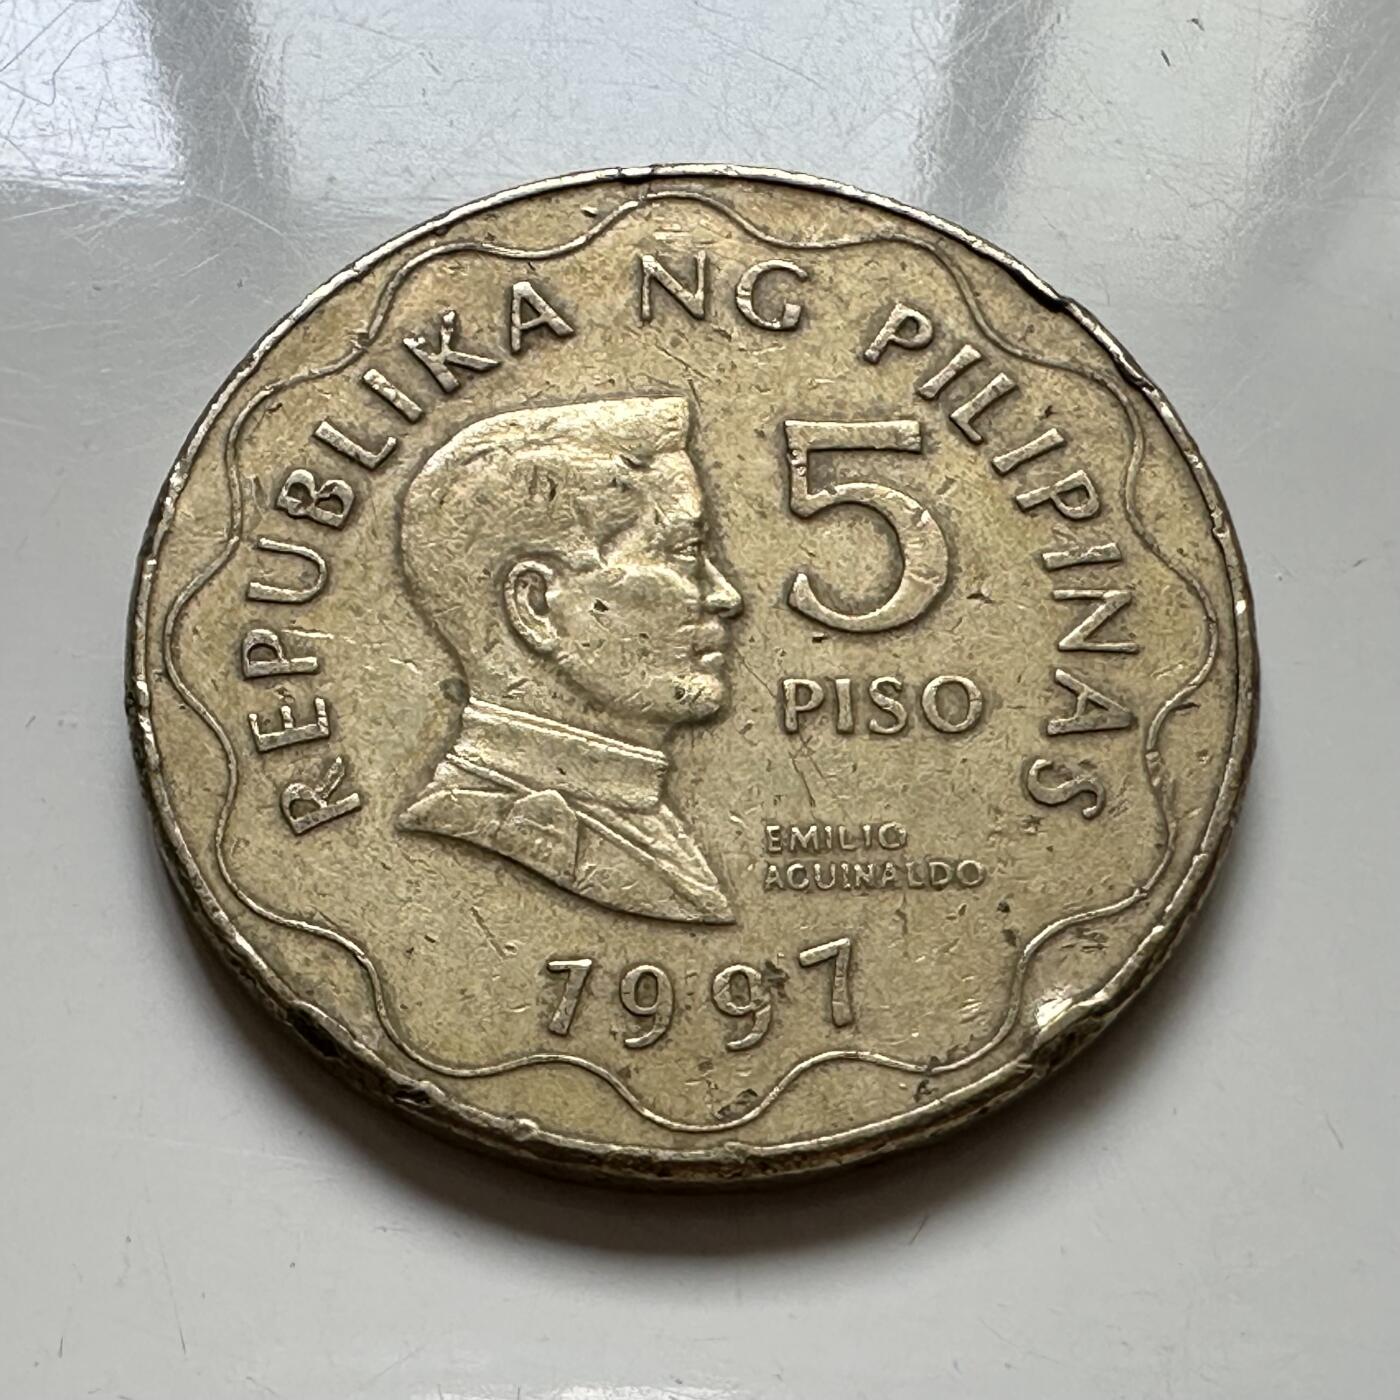 REPUBLIKA NG PILIPINAS
5
PISO
EMILIO
AGUINALDO
1997